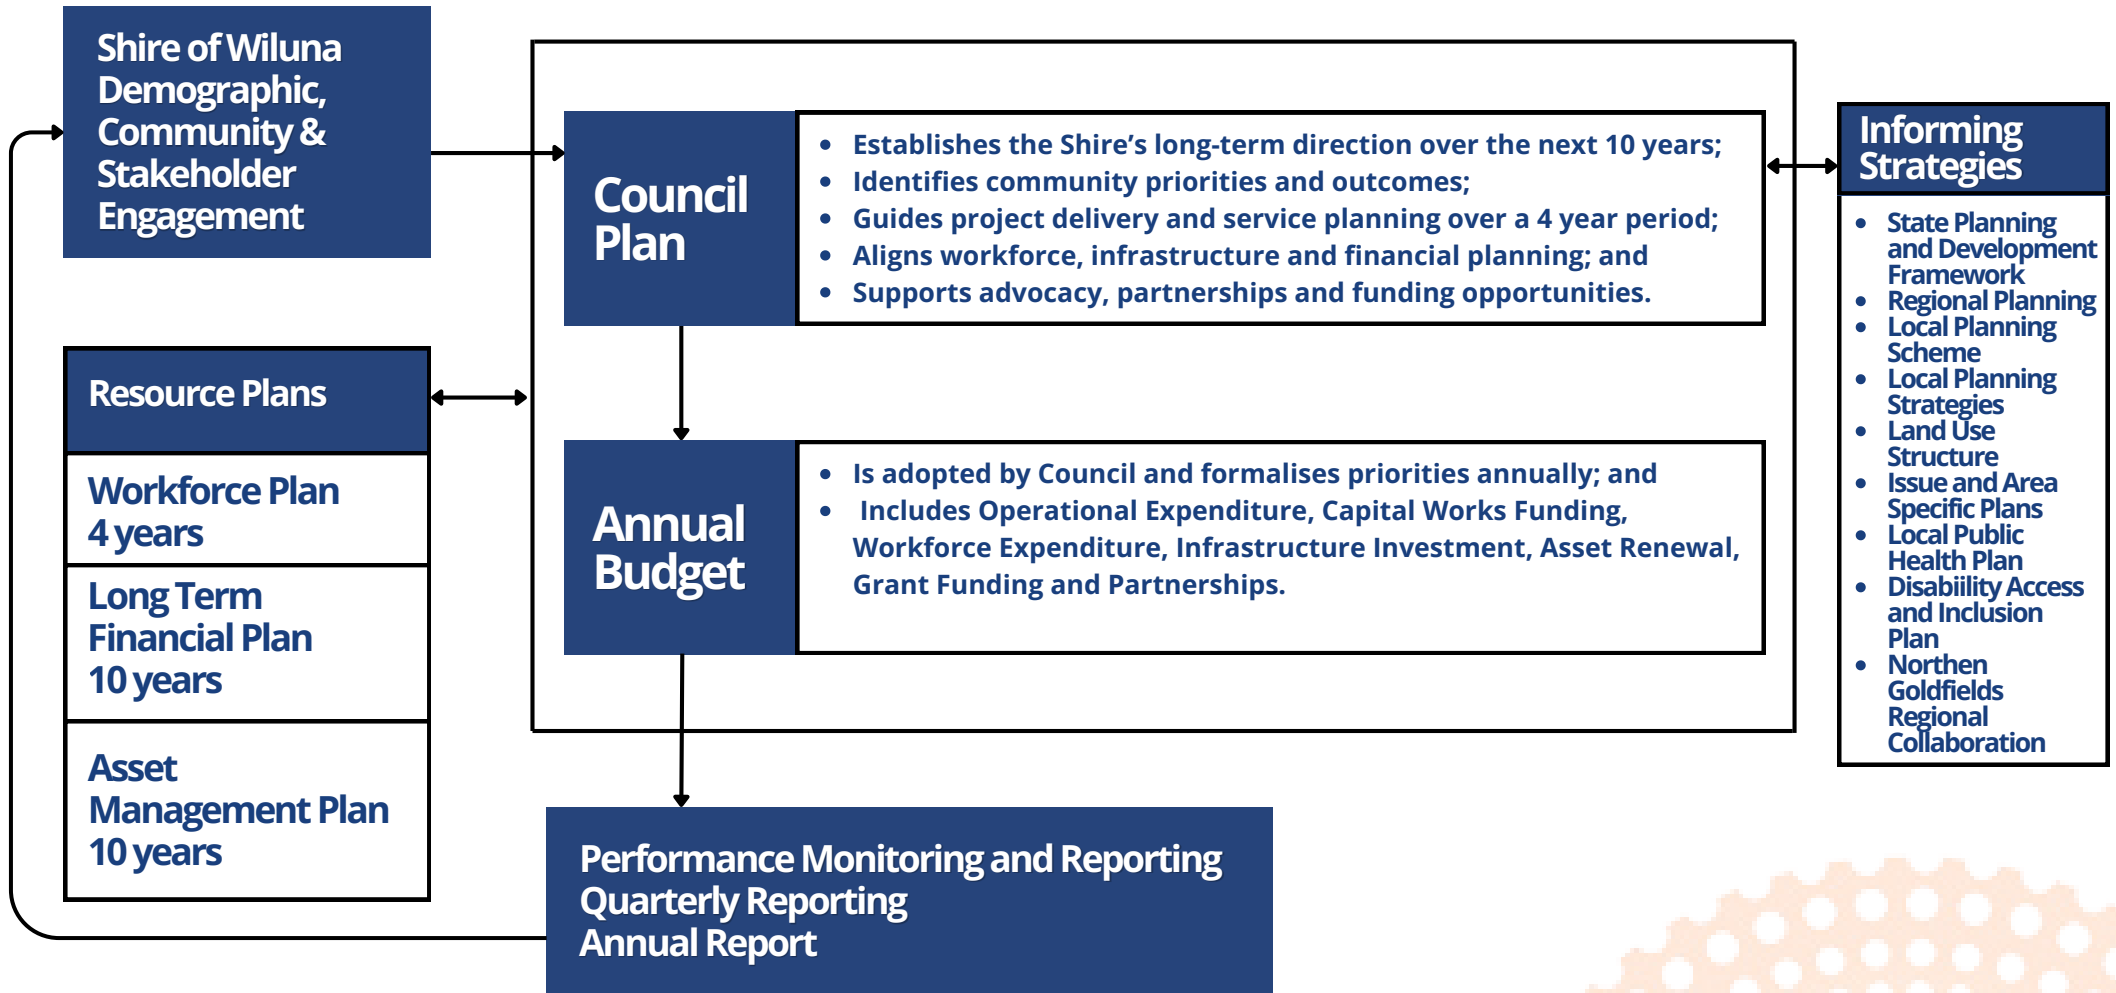 Shire of Wiluna
Demographic,
Community &
Stakeholder
Engagement
Council
Plan
• Establishes the Shire’s long-term direction over the next 10 years;
• Identifies community priorities and outcomes;
• Guides project delivery and service planning over a 4 year period;
• Aligns workforce, infrastructure and financial planning; and
• Supports advocacy, partnerships and funding opportunities.
Informing
Strategies
• State Planning
and Development
Framework
• Regional Planning
• Local Planning
Scheme
• Local Planning
Strategies
• Land Use
Structure
• Issue and Area
Specific Plans
• Local Public
Health Plan
• Disabiility Access
and Inclusion
Plan
• Northen
Goldfields
Regional
Collaboration
Resource Plans
Workforce Plan
4 years
Long Term
Financial Plan
10 years
Asset
Management Plan
10 years
Annual
Budget
• Is adopted by Council and formalises priorities annually; and
• Includes Operational Expenditure, Capital Works Funding,
Workforce Expenditure, Infrastructure Investment, Asset Renewal,
Grant Funding and Partnerships.
Performance Monitoring and Reporting
Quarterly Reporting
Annual Report